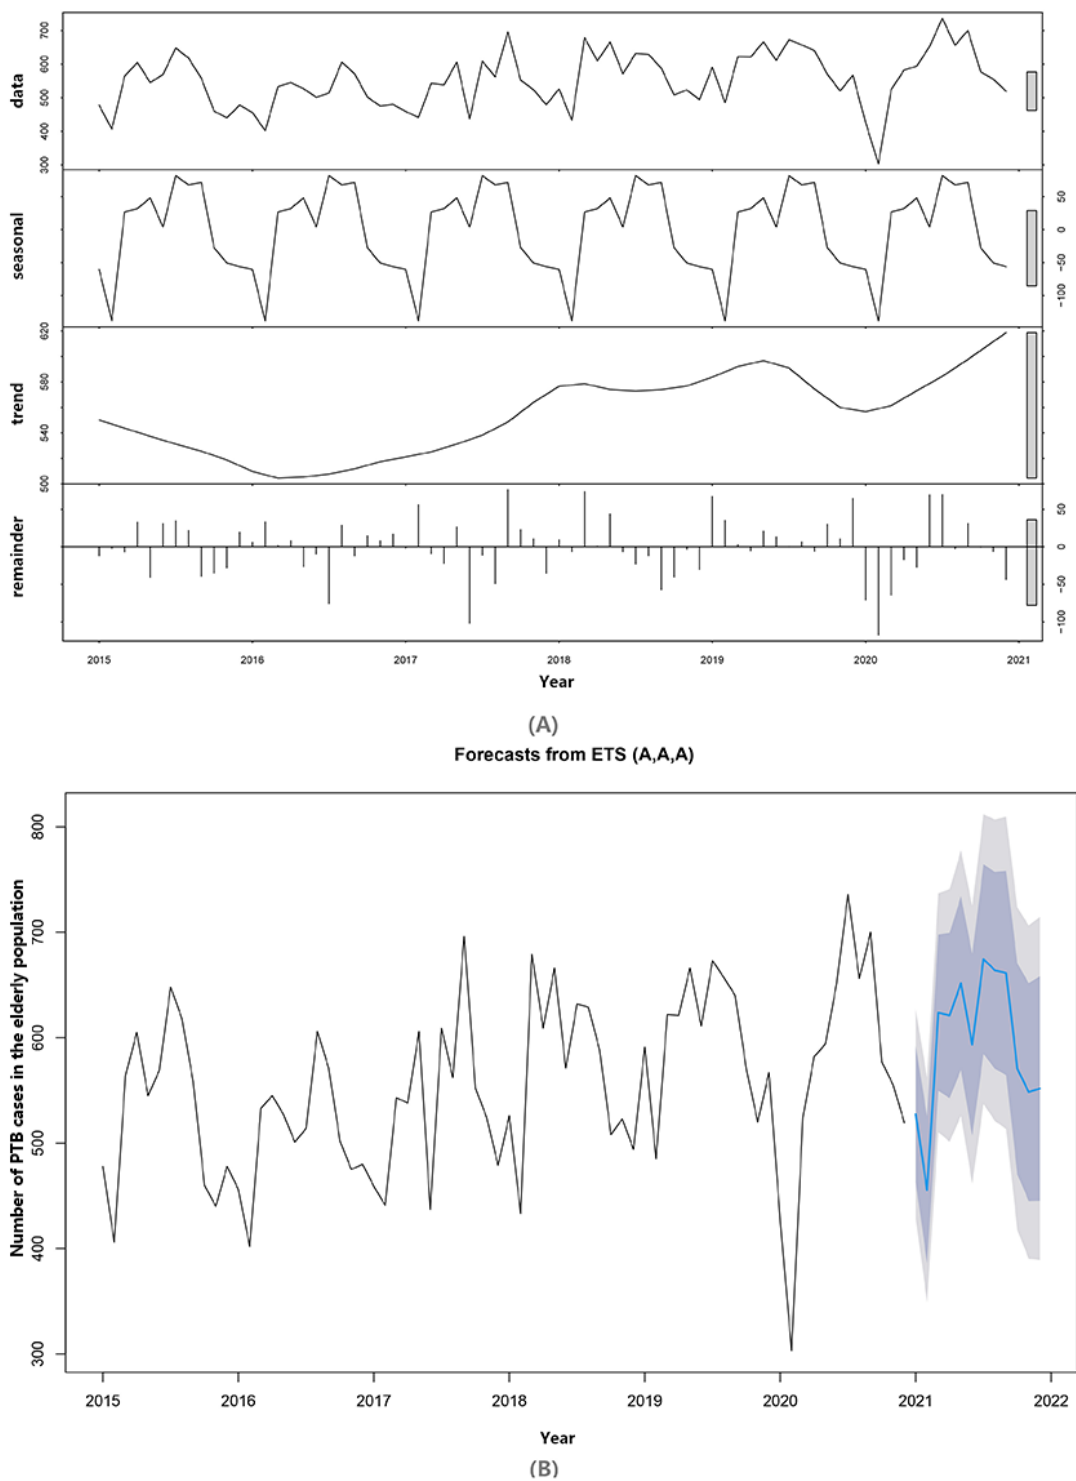 data
700
600
500
400
300
seasonal
50
0
−50
−100
trend
620
580
540
500
remainder
50
0
−50
−100
2015 2016 2017 2018 2019 2020 2021
Year
(A)
Forecasts from ETS (A,A,A)
Number of PTB cases in the elderly population
800
700
600
500
400
300
2015 2016 2017 2018 2019 2020 2021 2022
Year
(B)